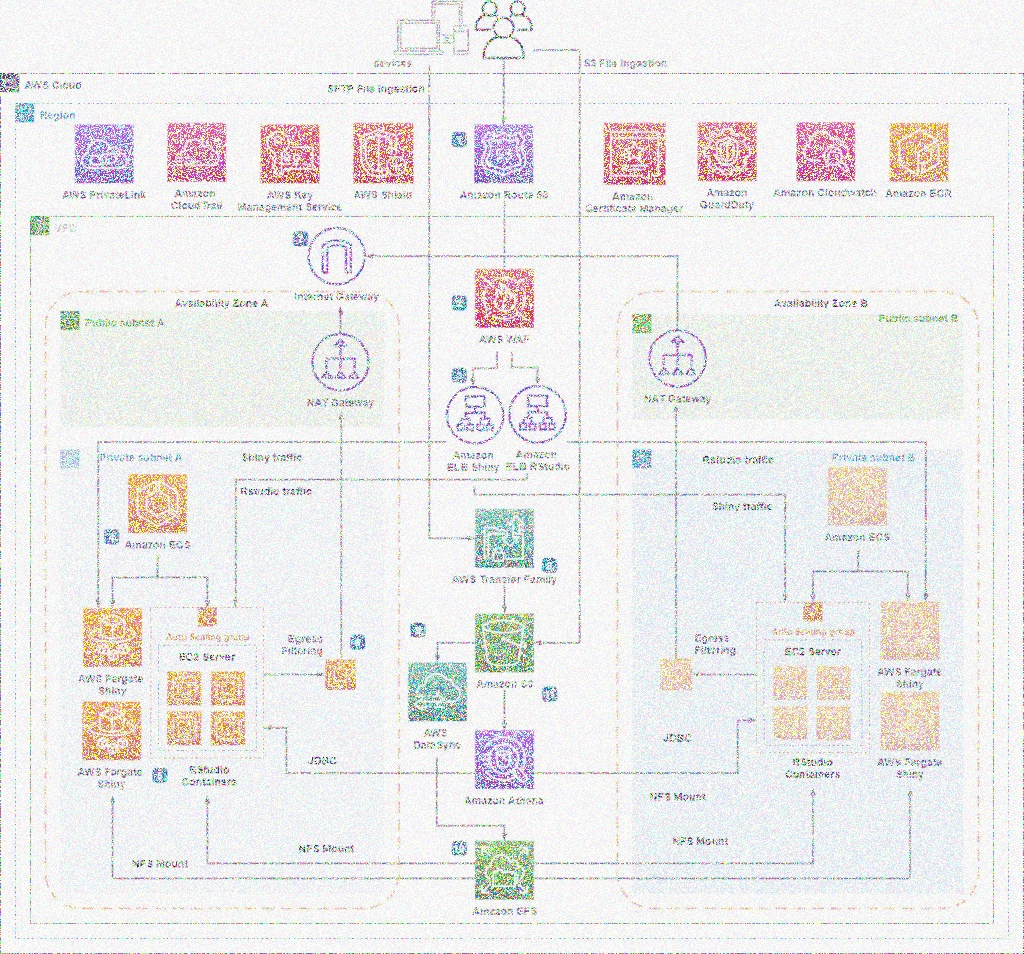 devices
S3 File Ingestion
SFTP File Ingestion
AWS Cloud
Region
AWS PrivateLink
Amazon
Cloud Trail
AWS Key
Management Service
AWS Shield
Amazon Route 53
Amazon
Certificate Manager
Amazon
GuardDuty
Amazon Cloudwatch
Amazon ECR
VPC
Internet Gateway
Availability Zone A
Availability Zone B
Public subnet A
Public subnet B
AWS WAF
NAT Gateway
NAT Gateway
Amazon
ELB Shiny
Amazon
ELB RStudio
Private subnet A
Shiny traffic
Rstudio traffic
Private subnet B
Rstudio traffic
Shiny traffic
Amazon ECS
Amazon ECS
AWS Transfer Family
Auto Scaling group
EC2 Server
Egress
Filtering
Egress
Filtering
Auto Scaling group
EC2 Server
AWS Fargate
Shiny
Amazon S3
AWS Fargate
Shiny
AWS
DataSync
JDBC
JDBC
AWS Fargate
Shiny
RStudio
Containers
RStudio
Containers
AWS Fargate
Shiny
Amazon Athena
NFS Mount
NFS Mount
NFS Mount
NFS Mount
Amazon EFS